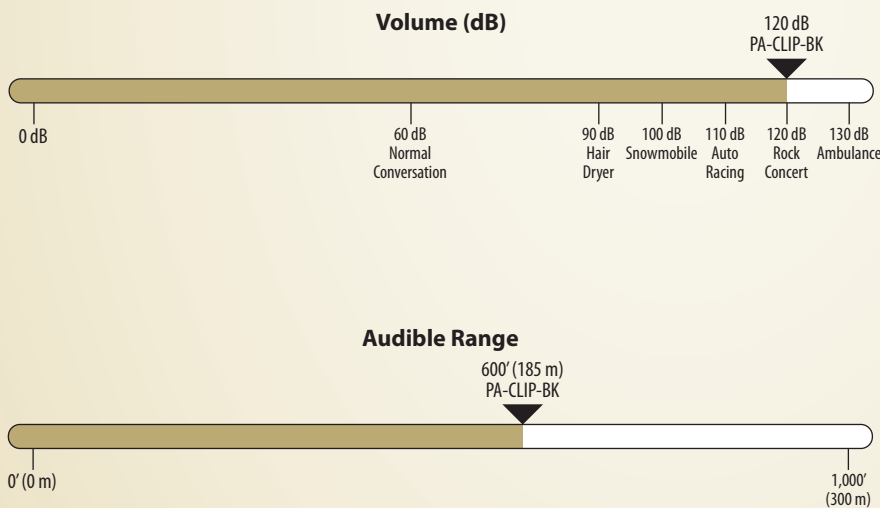 Volume (dB)
120 dB
PA-CLIP-BK
0 dB
60 dB
Normal
Conversation
90 dB
Hair
Dryer
100 dB
Snowmobile
110 dB
Auto
Racing
120 dB
Rock
Concert
130 dB
Ambulance
Audible Range
600′ (185 m)
PA-CLIP-BK
0′ (0 m)
1,000′
(300 m)